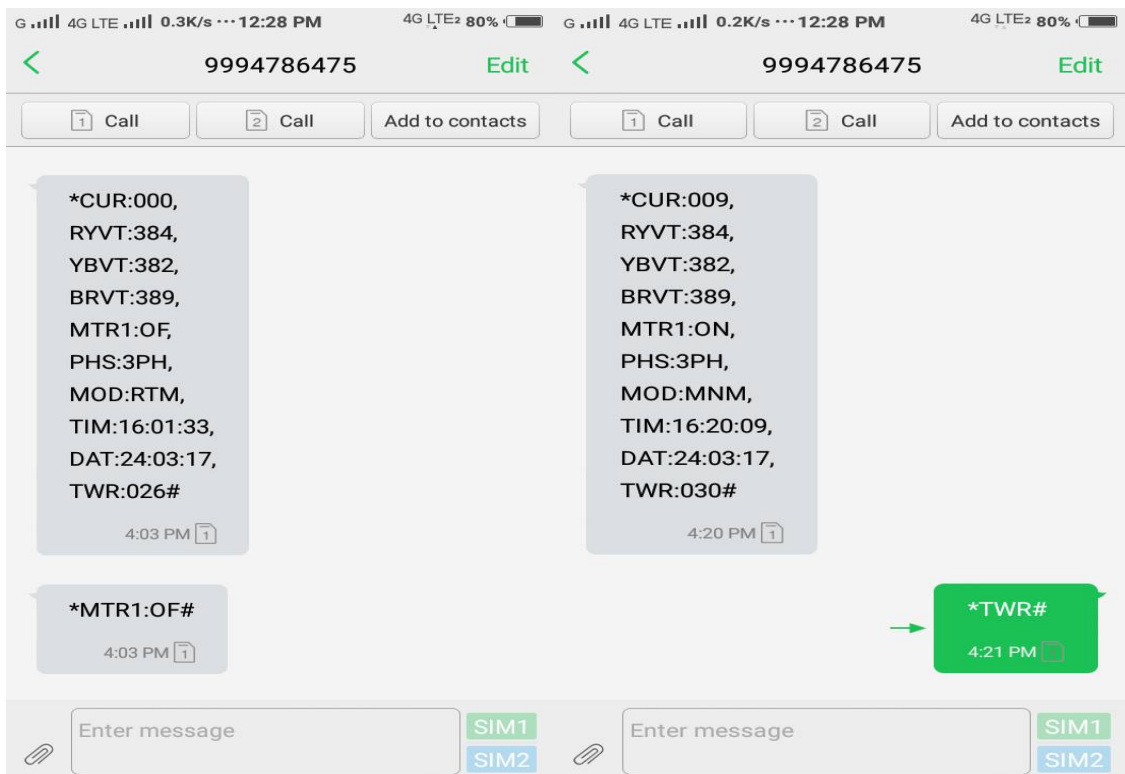 G 4G LTE 0.3K/s ··· 12:28 PM 4G LTE2 80%
9994786475 Edit
1 Call 2 Call Add to contacts
*CUR:000,
RYVT:384,
YBVT:382,
BRVT:389,
MTR1:OF,
PHS:3PH,
MOD:RTM,
TIM:16:01:33,
DAT:24:03:17,
TWR:026#
4:03 PM 1
*MTR1:OF#
4:03 PM 1
Enter message SIM1
SIM2
G 4G LTE 0.2K/s ··· 12:28 PM 4G LTE2 80%
9994786475 Edit
1 Call 2 Call Add to contacts
*CUR:009,
RYVT:384,
YBVT:382,
BRVT:389,
MTR1:ON,
PHS:3PH,
MOD:MNM,
TIM:16:20:09,
DAT:24:03:17,
TWR:030#
4:20 PM 1
*TWR#
4:21 PM
Enter message SIM1
SIM2